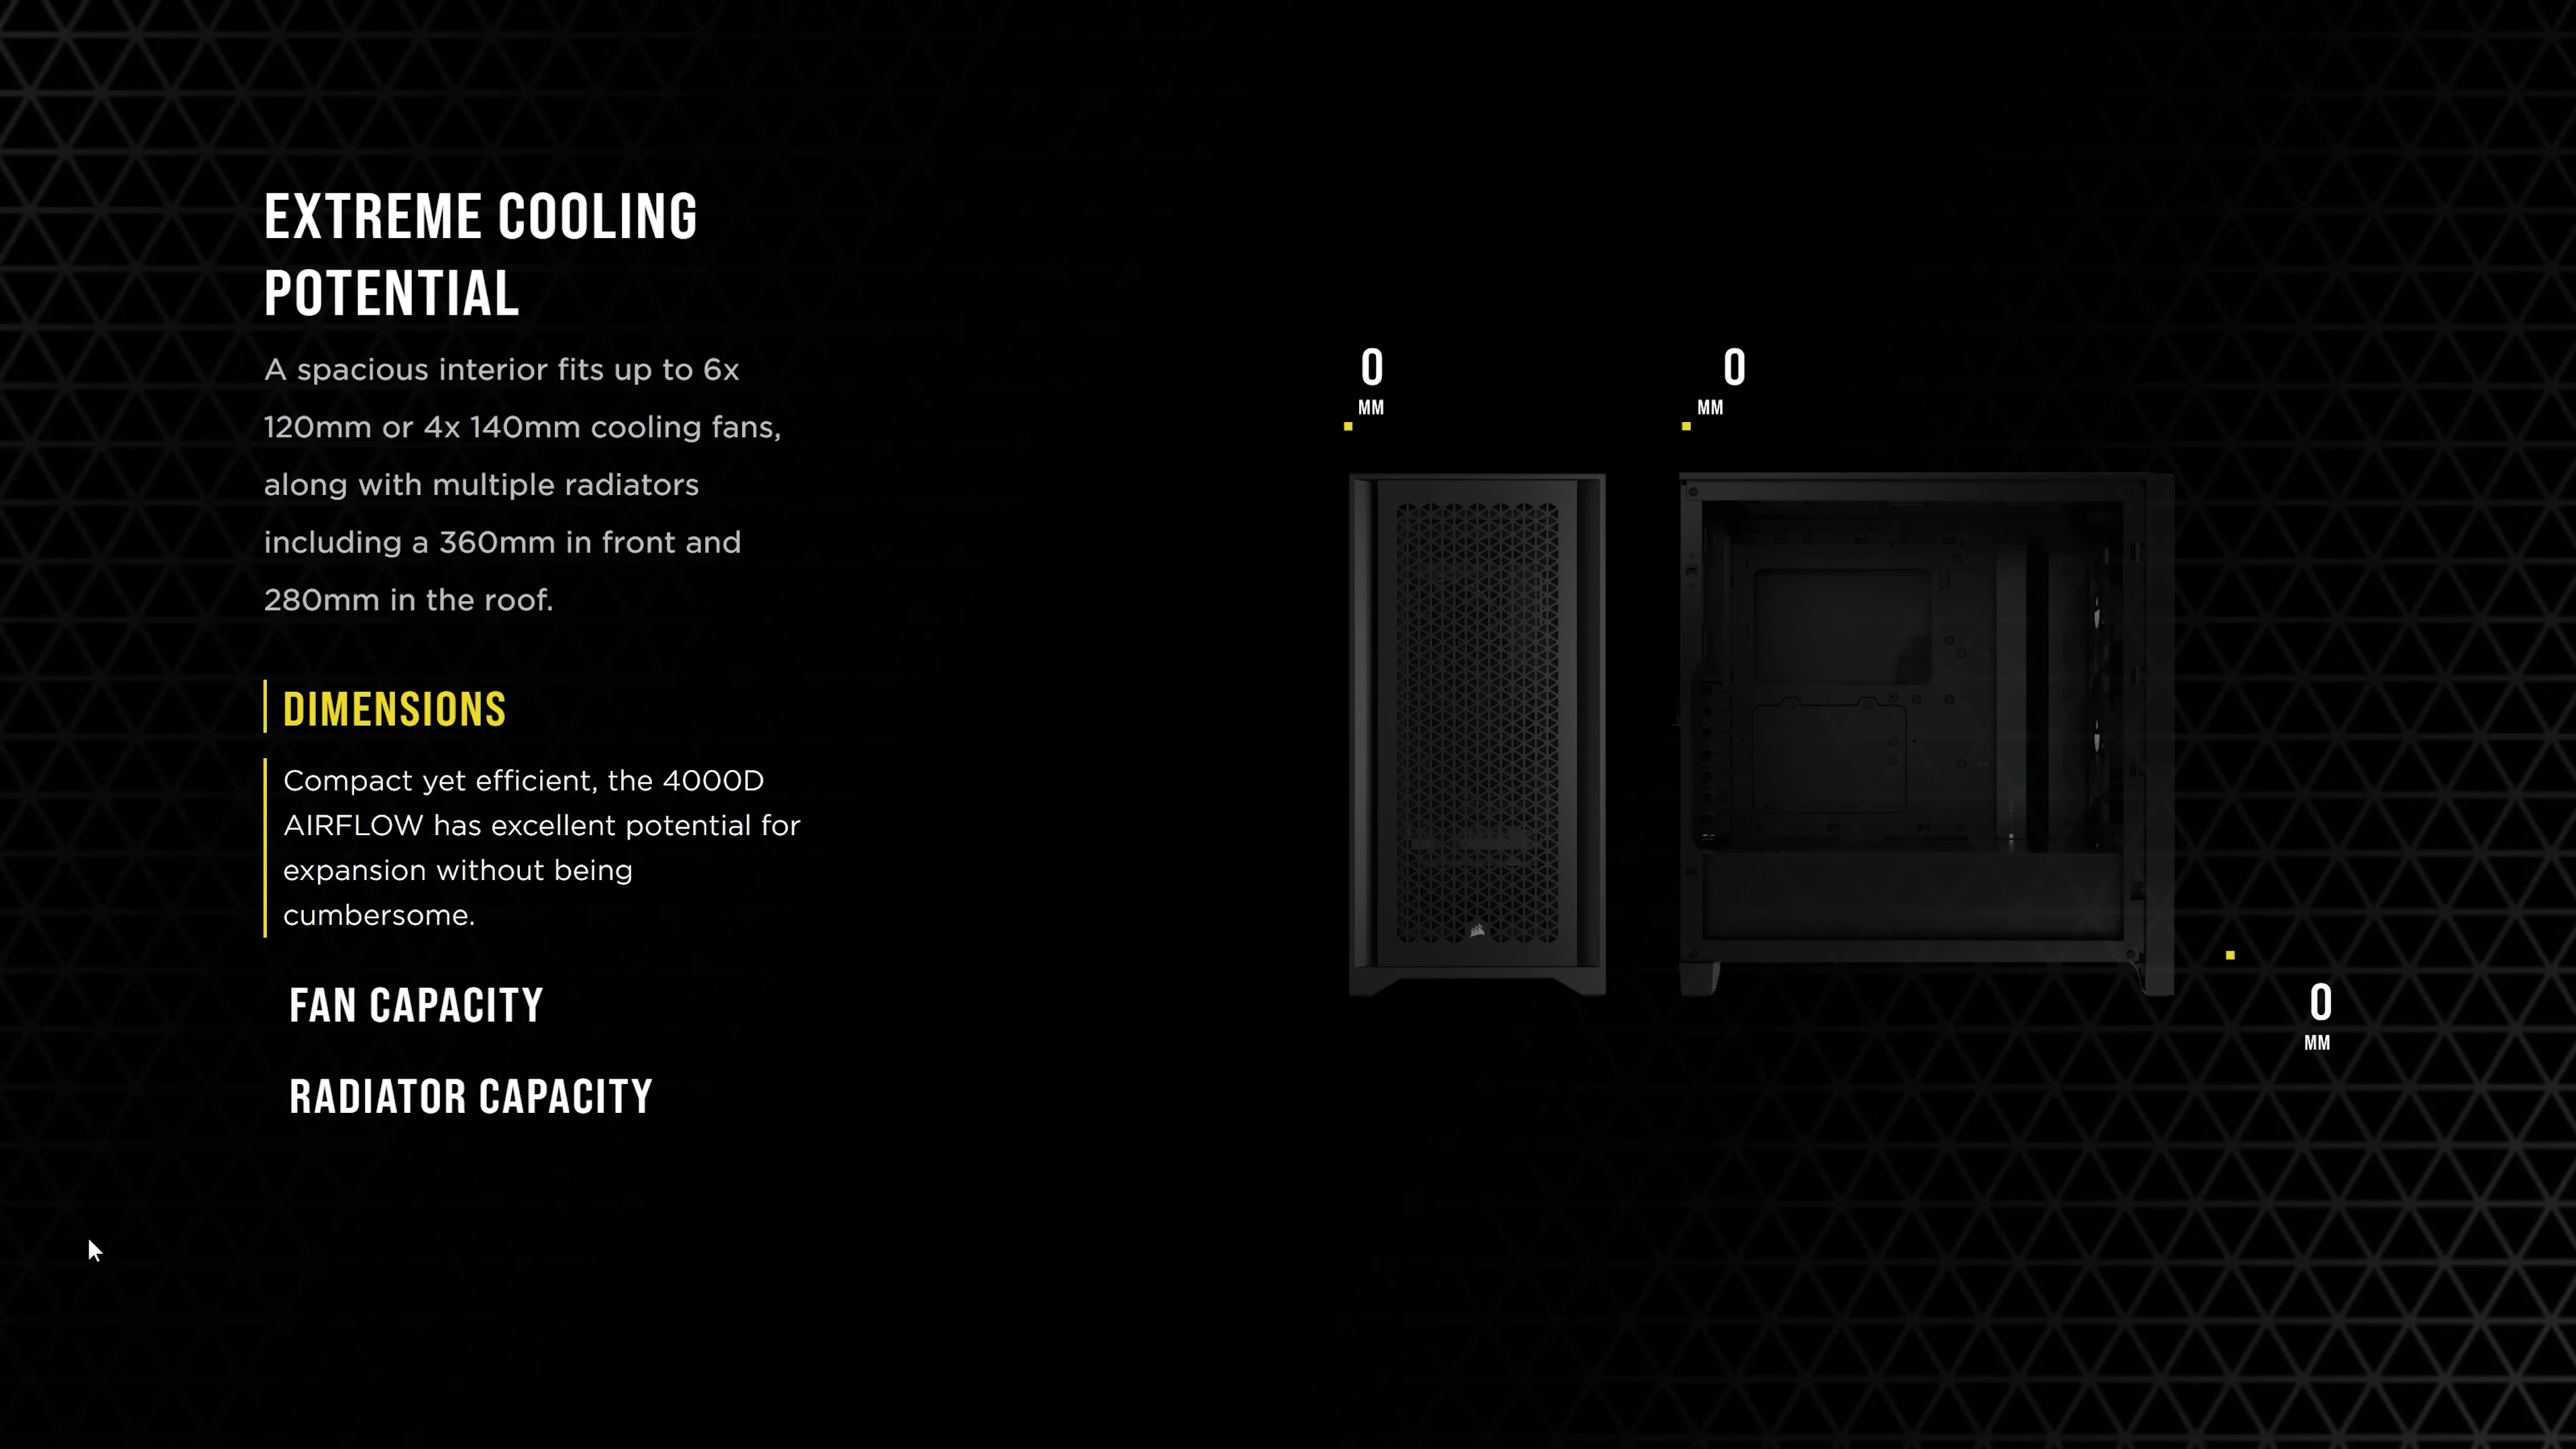 EXTREME COOLING
POTENTIAL
A spacious interior fits up to 6x
120mm or 4x 140mm cooling fans,
along with multiple radiators
including a 360mm in front and
280mm in the roof.
DIMENSIONS
Compact yet efficient, the 4000D
AIRFLOW has excellent potential for
expansion without being
cumbersome.
FAN CAPACITY
RADIATOR CAPACITY
0
MM
0
MM
0
MM